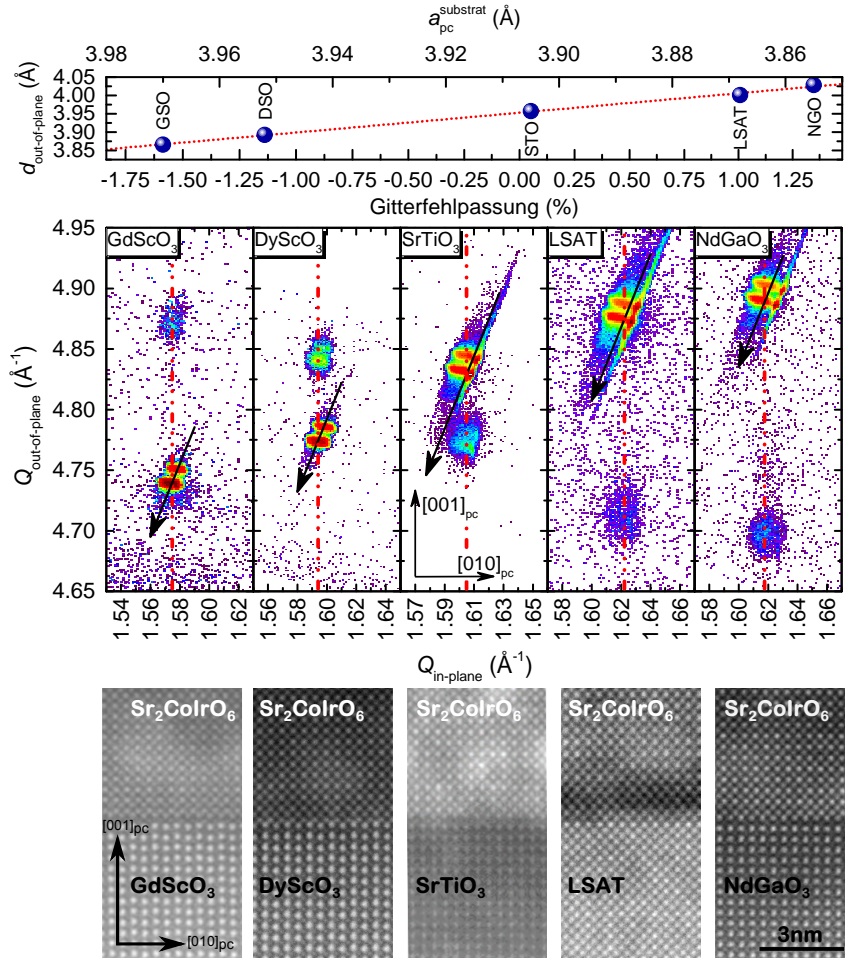 a_pc^substrat (Å)
3.98 3.96 3.94 3.92 3.90 3.88 3.86
d_out-of-plane (Å)
4.05
4.00
3.95
3.90
3.85
GSO
DSO
STO
LSAT
NGO
-1.75 -1.50 -1.25 -1.00 -0.75 -0.50 -0.25 0.00 0.25 0.50 0.75 1.00 1.25
Gitterfehlpassung (%)
Q_out-of-plane (Å⁻¹)
4.95
4.90
4.85
4.80
4.75
4.70
4.65
GdScO₃ DyScO₃ SrTiO₃ LSAT NdGaO₃
[001]pc
[010]pc
1.54 1.56 1.58 1.60 1.62 1.58 1.60 1.62 1.57 1.59 1.61 1.63 1.65 1.58 1.60 1.62 1.64 1.66 1.58 1.60 1.62 1.64 1.66
Q_in-plane (Å⁻¹)
Sr₂CoIrO₆ Sr₂CoIrO₆ Sr₂CoIrO₆ Sr₂CoIrO₆ Sr₂CoIrO₆
[001]pc
GdScO₃ DyScO₃ SrTiO₃ LSAT NdGaO₃
[010]pc
3nm